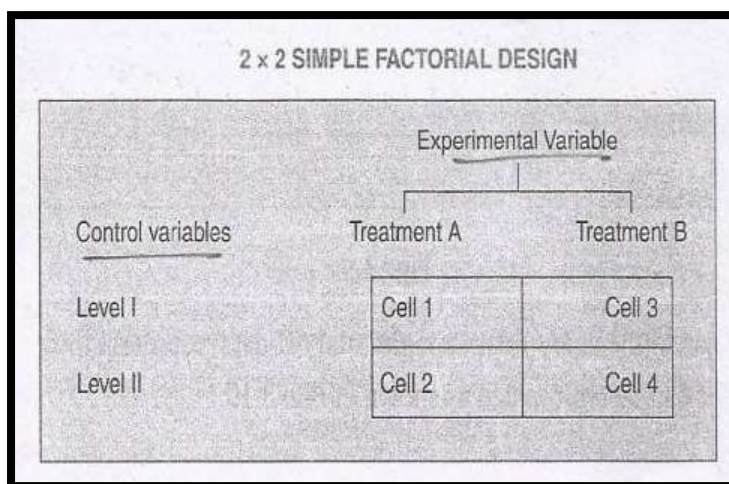 2 x 2 SIMPLE FACTORIAL DESIGN
Experimental Variable
Control variables Treatment A Treatment B
Level I Cell 1 Cell 3
Level II Cell 2 Cell 4